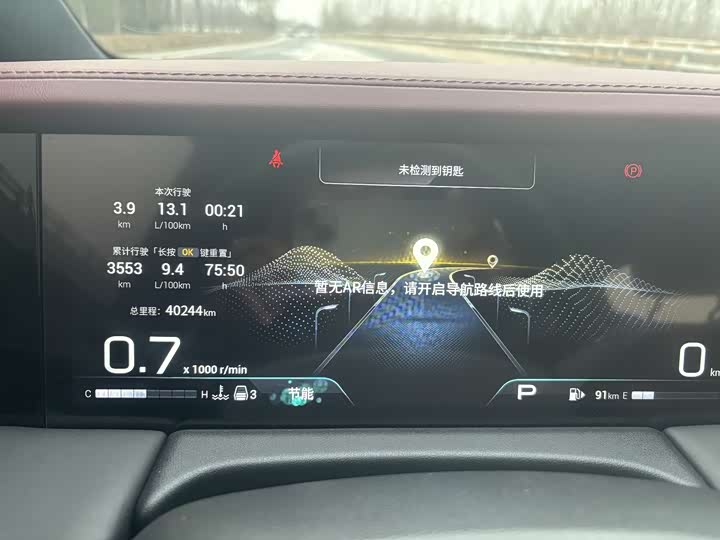 未检测到钥匙
本次行驶
3.9 13.1 00:21
km L/100km h
累计行驶「长按 OK 键重置」
3553 9.4 75:50
km L/100km h
暂无AR信息，请开启导航路线后使用
总里程: 40244km
0.7 x 1000 r/min
0 km
C H 3 节能 P 91km E